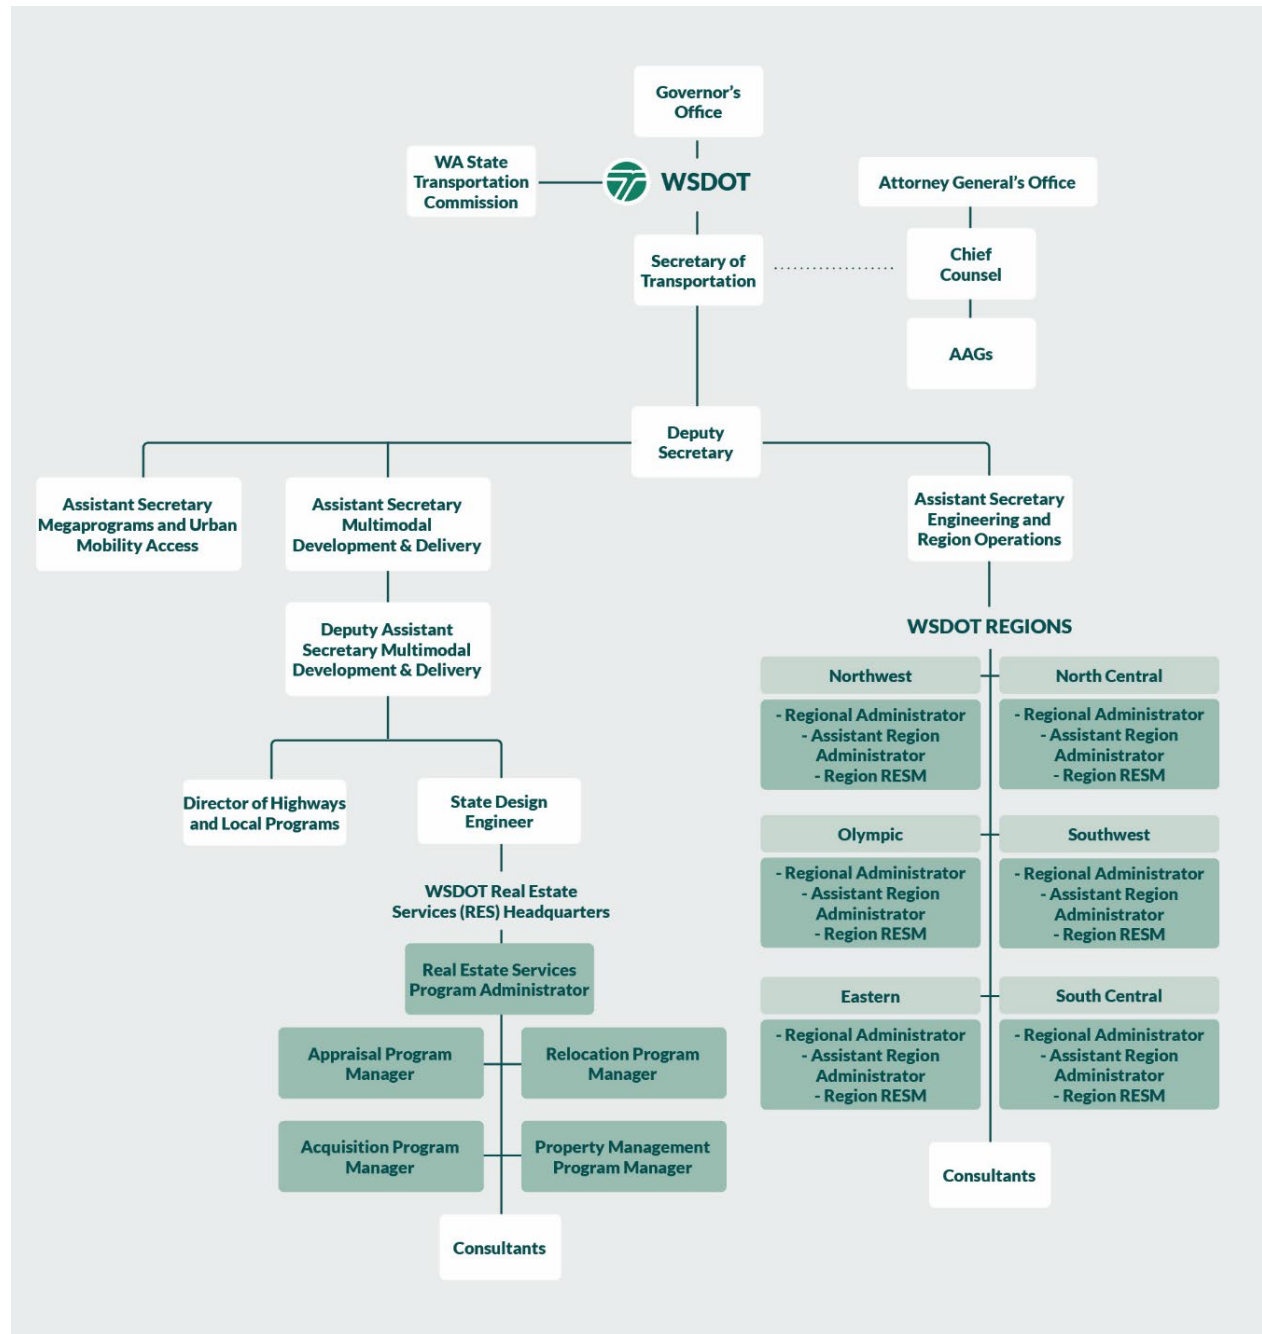 Governor's
Office
WA State
Transportation
Commission
WSDOT
Attorney General's Office
Secretary of
Transportation
Chief
Counsel
AAGs
Deputy
Secretary
Assistant Secretary
Megaprograms and Urban
Mobility Access
Assistant Secretary
Multimodal
Development & Delivery
Assistant Secretary
Engineering and
Region Operations
Deputy Assistant
Secretary Multimodal
Development & Delivery
Director of Highways
and Local Programs
State Design
Engineer
WSDOT Real Estate
Services (RES) Headquarters
Real Estate Services
Program Administrator
Appraisal Program
Manager
Relocation Program
Manager
Acquisition Program
Manager
Property Management
Program Manager
Consultants
WSDOT REGIONS
Northwest
- Regional Administrator
- Assistant Region
Administrator
- Region RESM
North Central
- Regional Administrator
- Assistant Region
Administrator
- Region RESM
Olympic
- Regional Administrator
- Assistant Region
Administrator
- Region RESM
Southwest
- Regional Administrator
- Assistant Region
Administrator
- Region RESM
Eastern
- Regional Administrator
- Assistant Region
Administrator
- Region RESM
South Central
- Regional Administrator
- Assistant Region
Administrator
- Region RESM
Consultants